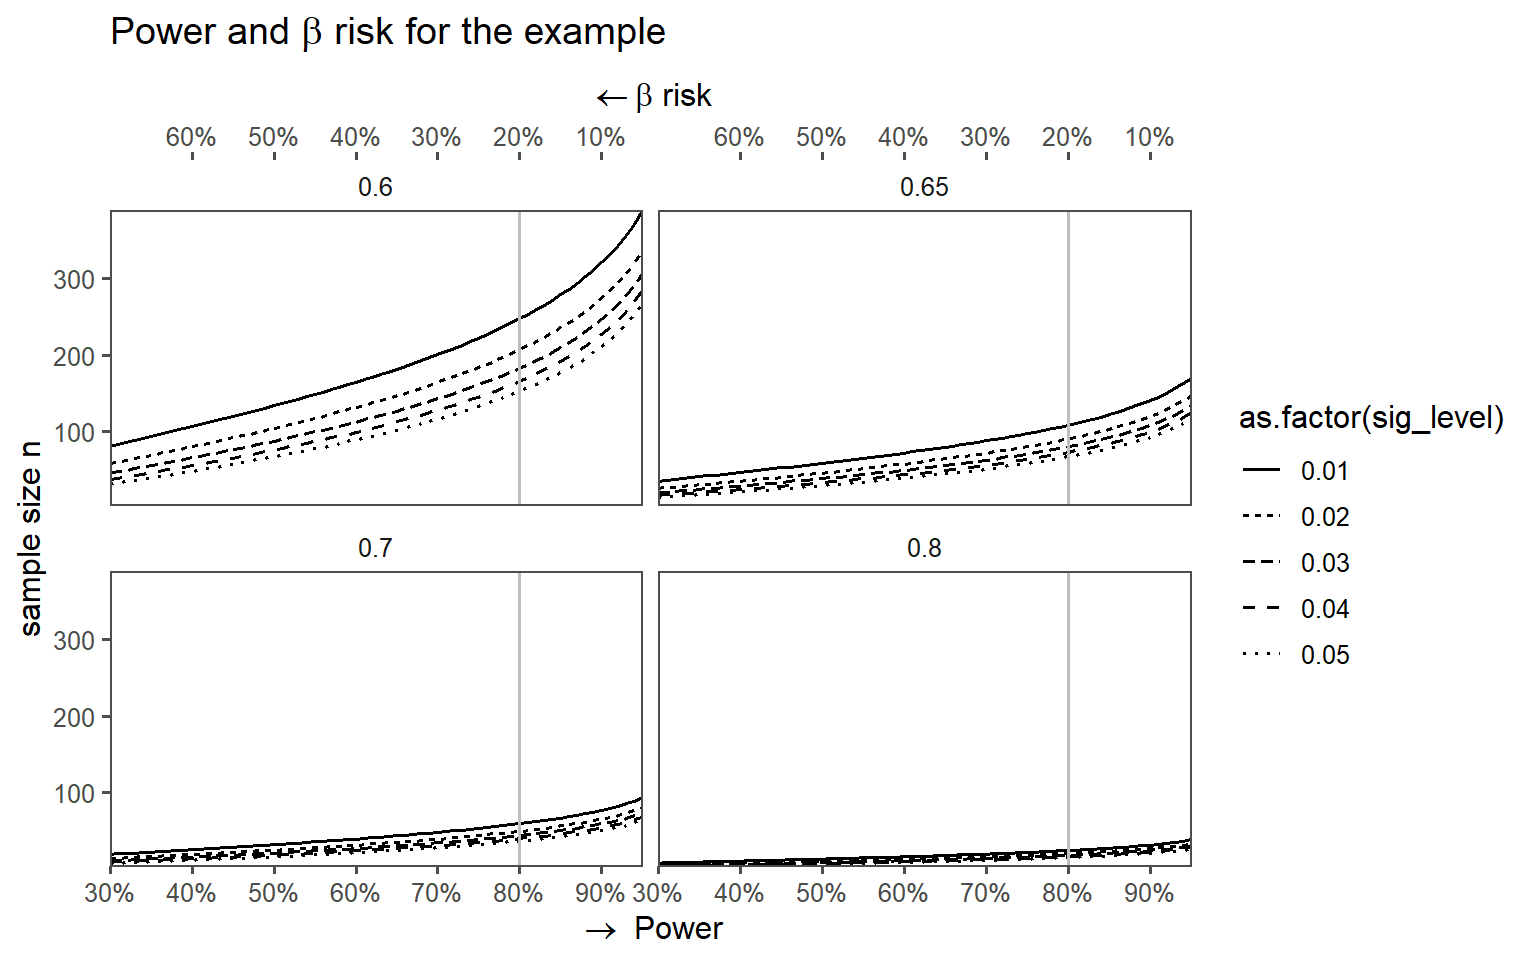 Power and β risk for the example
← β risk
60% 50% 40% 30% 20% 10% 60% 50% 40% 30% 20% 10%
0.6 0.65
300
200
100
sample size n
0.7 0.8
300
200
100
30% 40% 50% 60% 70% 80% 90% 30% 40% 50% 60% 70% 80% 90%
→ Power
as.factor(sig_level)
0.01
0.02
0.03
0.04
0.05